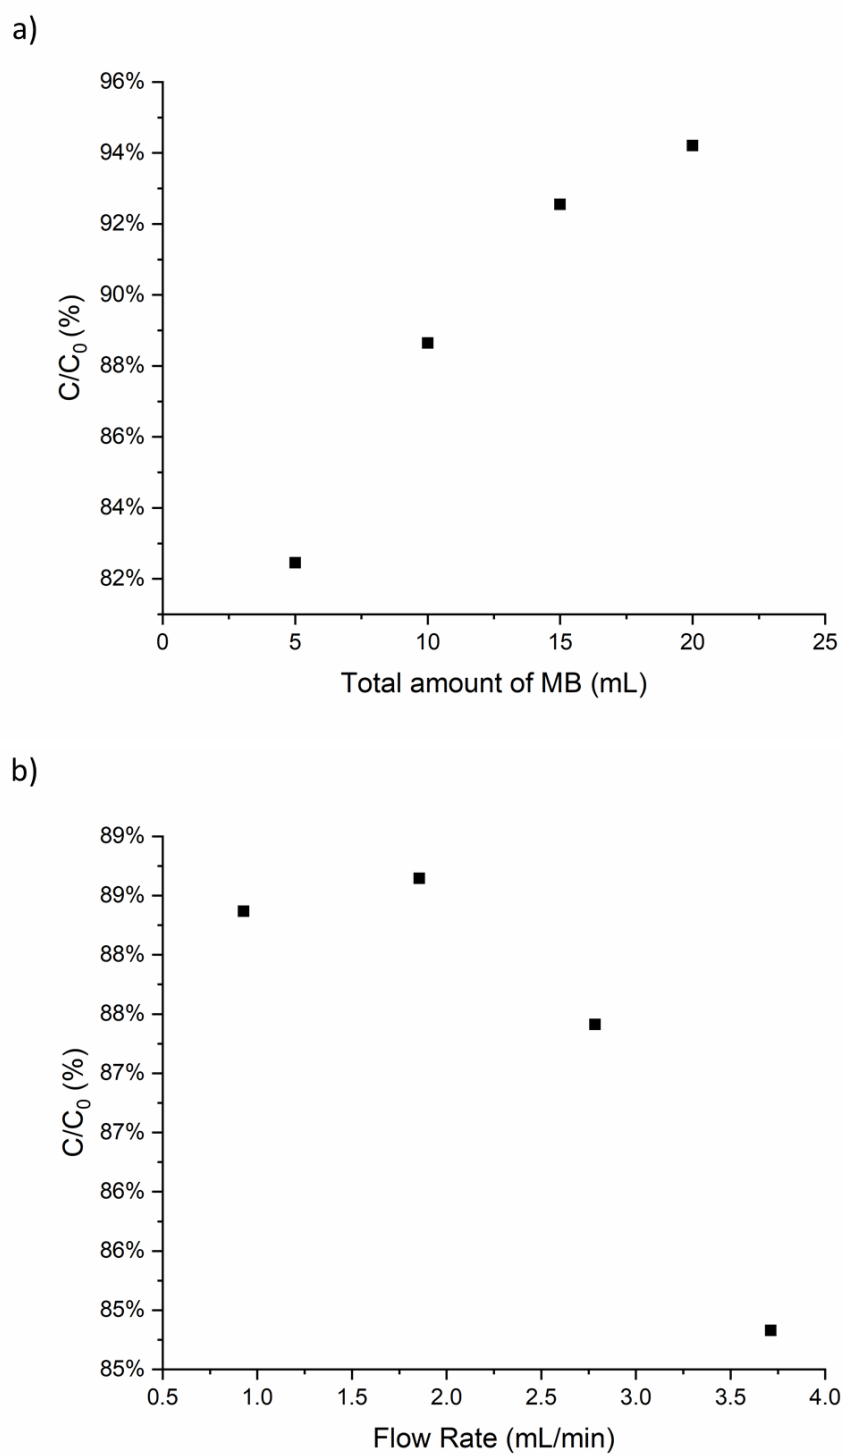 a)
96%
94%
92%
90%
88%
86%
84%
82%
C/C0 (%)
0 5 10 15 20 25
Total amount of MB (mL)
b)
89%
89%
88%
88%
87%
87%
86%
86%
85%
85%
C/C0 (%)
0.5 1.0 1.5 2.0 2.5 3.0 3.5 4.0
Flow Rate (mL/min)